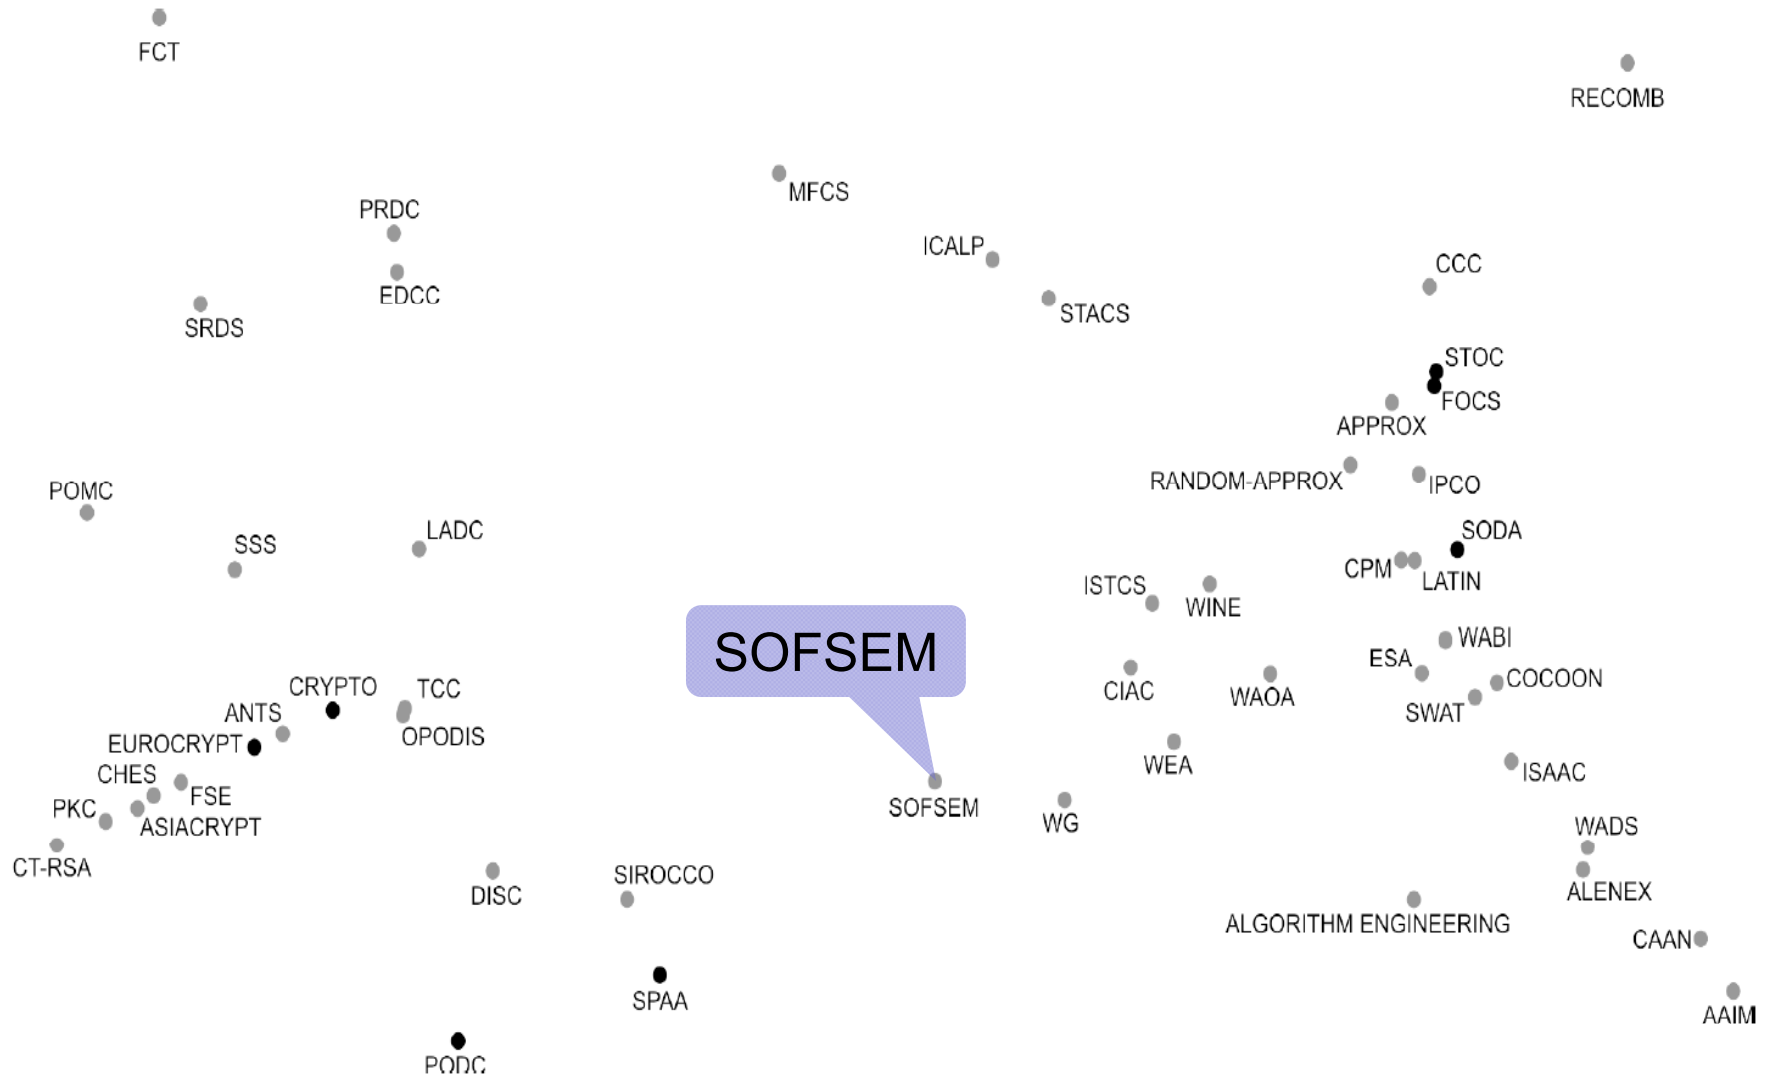 FCT
RECOMB
MFCS
PRDC
ICALP
CCC
EDCC
STACS
SRDS
STOC
FOCS
APPROX
RANDOM-APPROX
IPCO
POMC
LADC
SODA
SSS
CPM
LATIN
ISTCS
WINE
WABI
SOFSEM
ESA
COCOON
CRYPTO
TCC
CIAC
WAOA
ANTS
SWAT
EUROCRYPT
OPODIS
WEA
CHES
ISAAC
FSE
PKC
SOFSEM
ASIACRYPT
WG
WADS
CT-RSA
SIROCCO
DISC
ALENEX
ALGORITHM ENGINEERING
CAAN
SPAA
AAIM
PODC